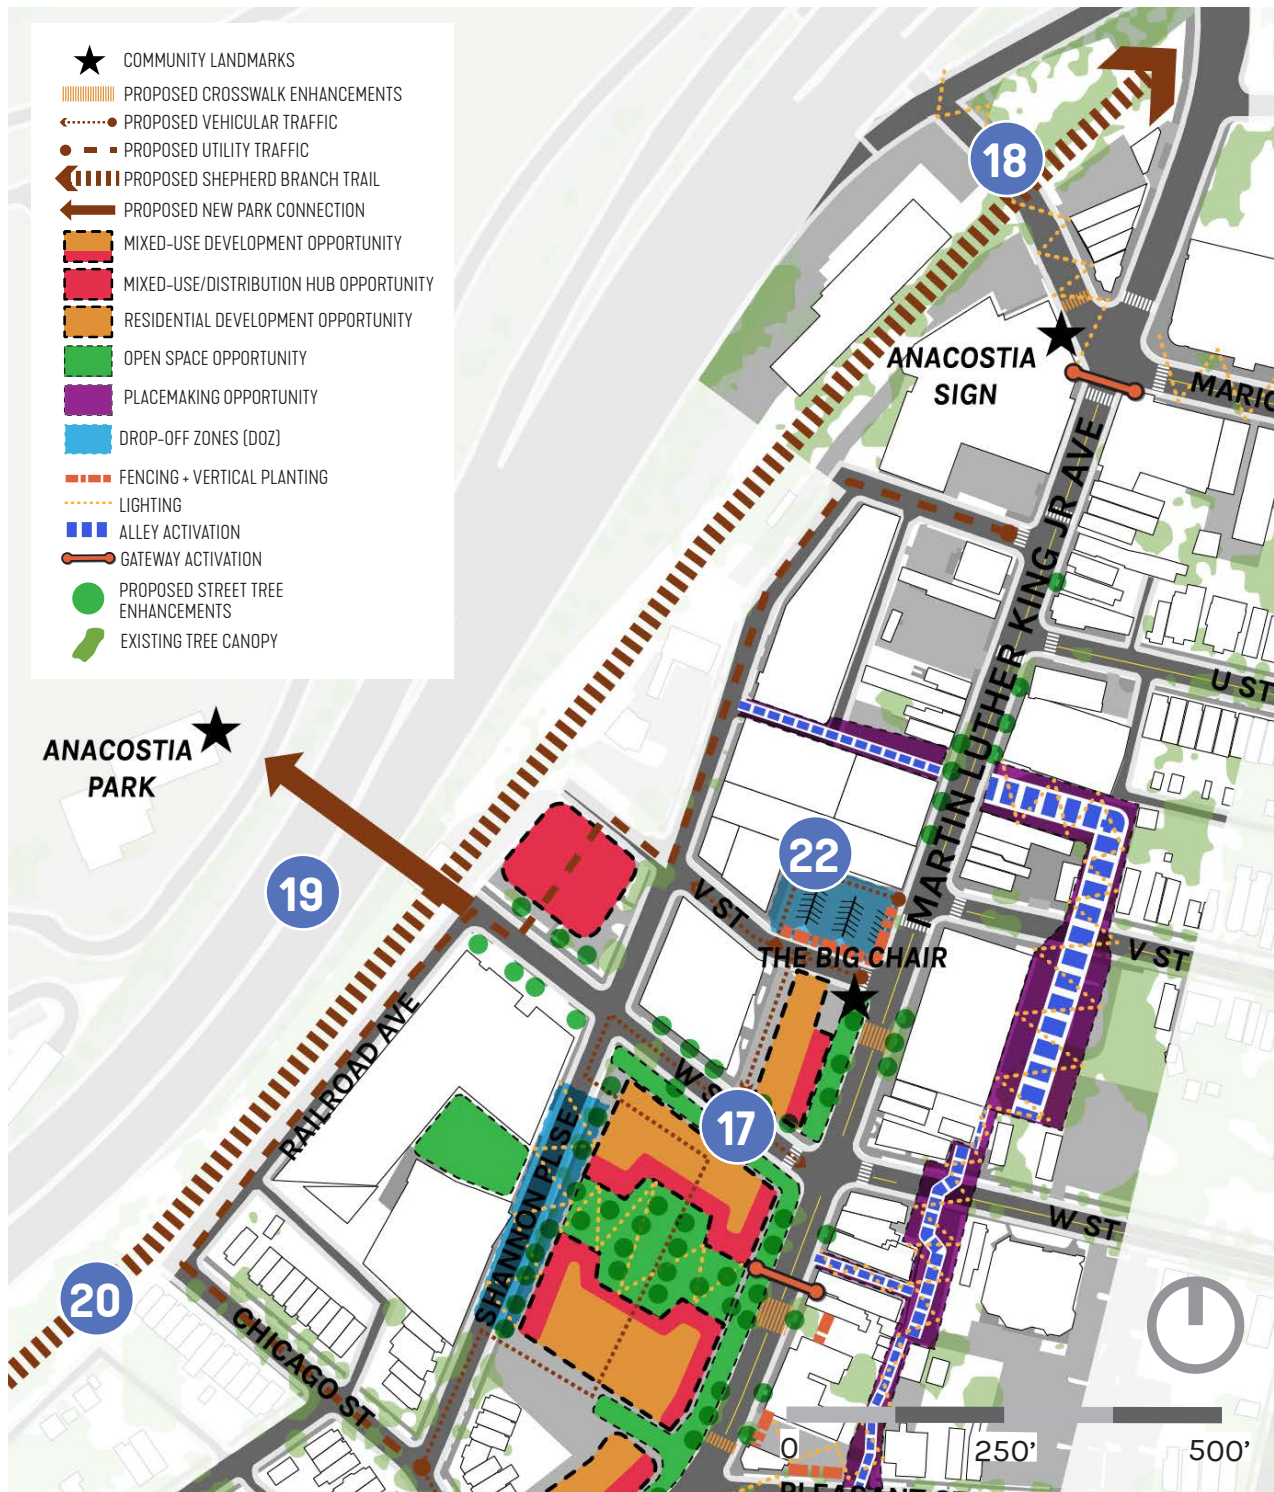 COMMUNITY LANDMARKS
PROPOSED CROSSWALK ENHANCEMENTS
PROPOSED VEHICULAR TRAFFIC
PROPOSED UTILITY TRAFFIC
PROPOSED SHEPHERD BRANCH TRAIL
PROPOSED NEW PARK CONNECTION
MIXED-USE DEVELOPMENT OPPORTUNITY
MIXED-USE/DISTRIBUTION HUB OPPORTUNITY
RESIDENTIAL DEVELOPMENT OPPORTUNITY
OPEN SPACE OPPORTUNITY
PLACEMAKING OPPORTUNITY
DROP-OFF ZONES (DOZ)
FENCING + VERTICAL PLANTING
LIGHTING
ALLEY ACTIVATION
GATEWAY ACTIVATION
PROPOSED STREET TREE
ENHANCEMENTS
EXISTING TREE CANOPY
18
ANACOSTIA
SIGN
MARIO
MARTIN LUTHER KING JR AVE
U ST
ANACOSTIA
PARK
19
22
V ST
V ST
THE BIG CHAIR
RAILROAD AVE
W S
17
SHANNON PL SE
W ST
20
CHICAGO ST
0
250'
500'